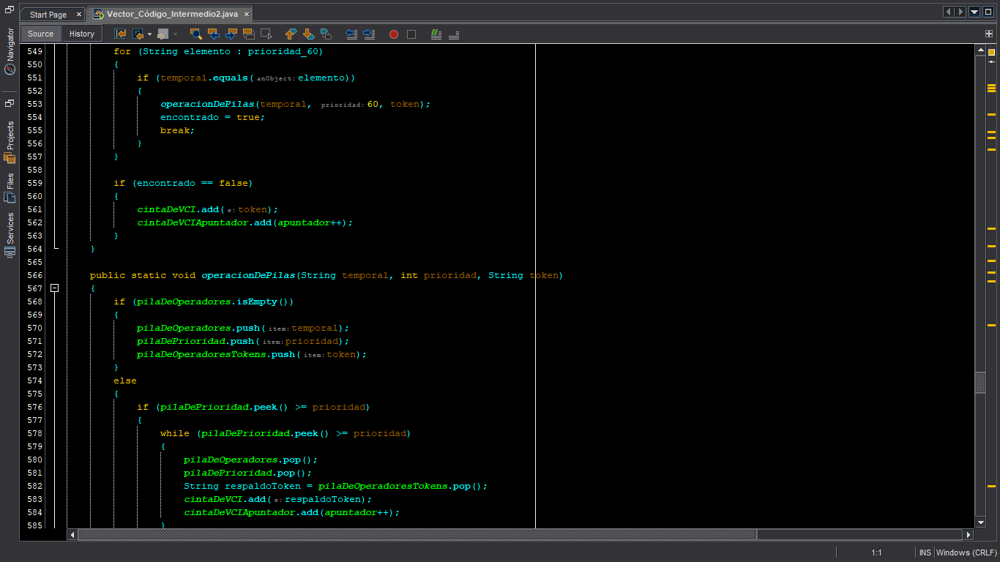 Start Page
Vector_Código_Intermedio2.java
Source
History
Navigator
Projects
Files
Services
549 for (String elemento : prioridad_60)
550 {
551 if (temporal.equals(anObject:elemento))
552 {
553 operacionDePilas(temporal, prioridad:60, token);
554 encontrado = true;
555 break;
556 }
557 }
558
559 if (encontrado == false)
560 {
561 cintaDeVCI.add(e:token);
562 cintaDeVCIApuntador.add(apuntador++);
563 }
564 }
565
566 public static void operacionDePilas(String temporal, int prioridad, String token)
567 {
568 if (pilaDeOperadores.isEmpty())
569 {
570 pilaDeOperadores.push(item:temporal);
571 pilaDePrioridad.push(item:prioridad);
572 pilaDeOperadoresTokens.push(item:token);
573 }
574 else
575 {
576 if (pilaDePrioridad.peek() >= prioridad)
577 {
578 while (pilaDePrioridad.peek() >= prioridad)
579 {
580 pilaDeOperadores.pop();
581 pilaDePrioridad.pop();
582 String respaldoToken = pilaDeOperadoresTokens.pop();
583 cintaDeVCI.add(e:respaldoToken);
584 cintaDeVCIApuntador.add(apuntador++);
585 }
1:1
INS
Windows (CRLF)